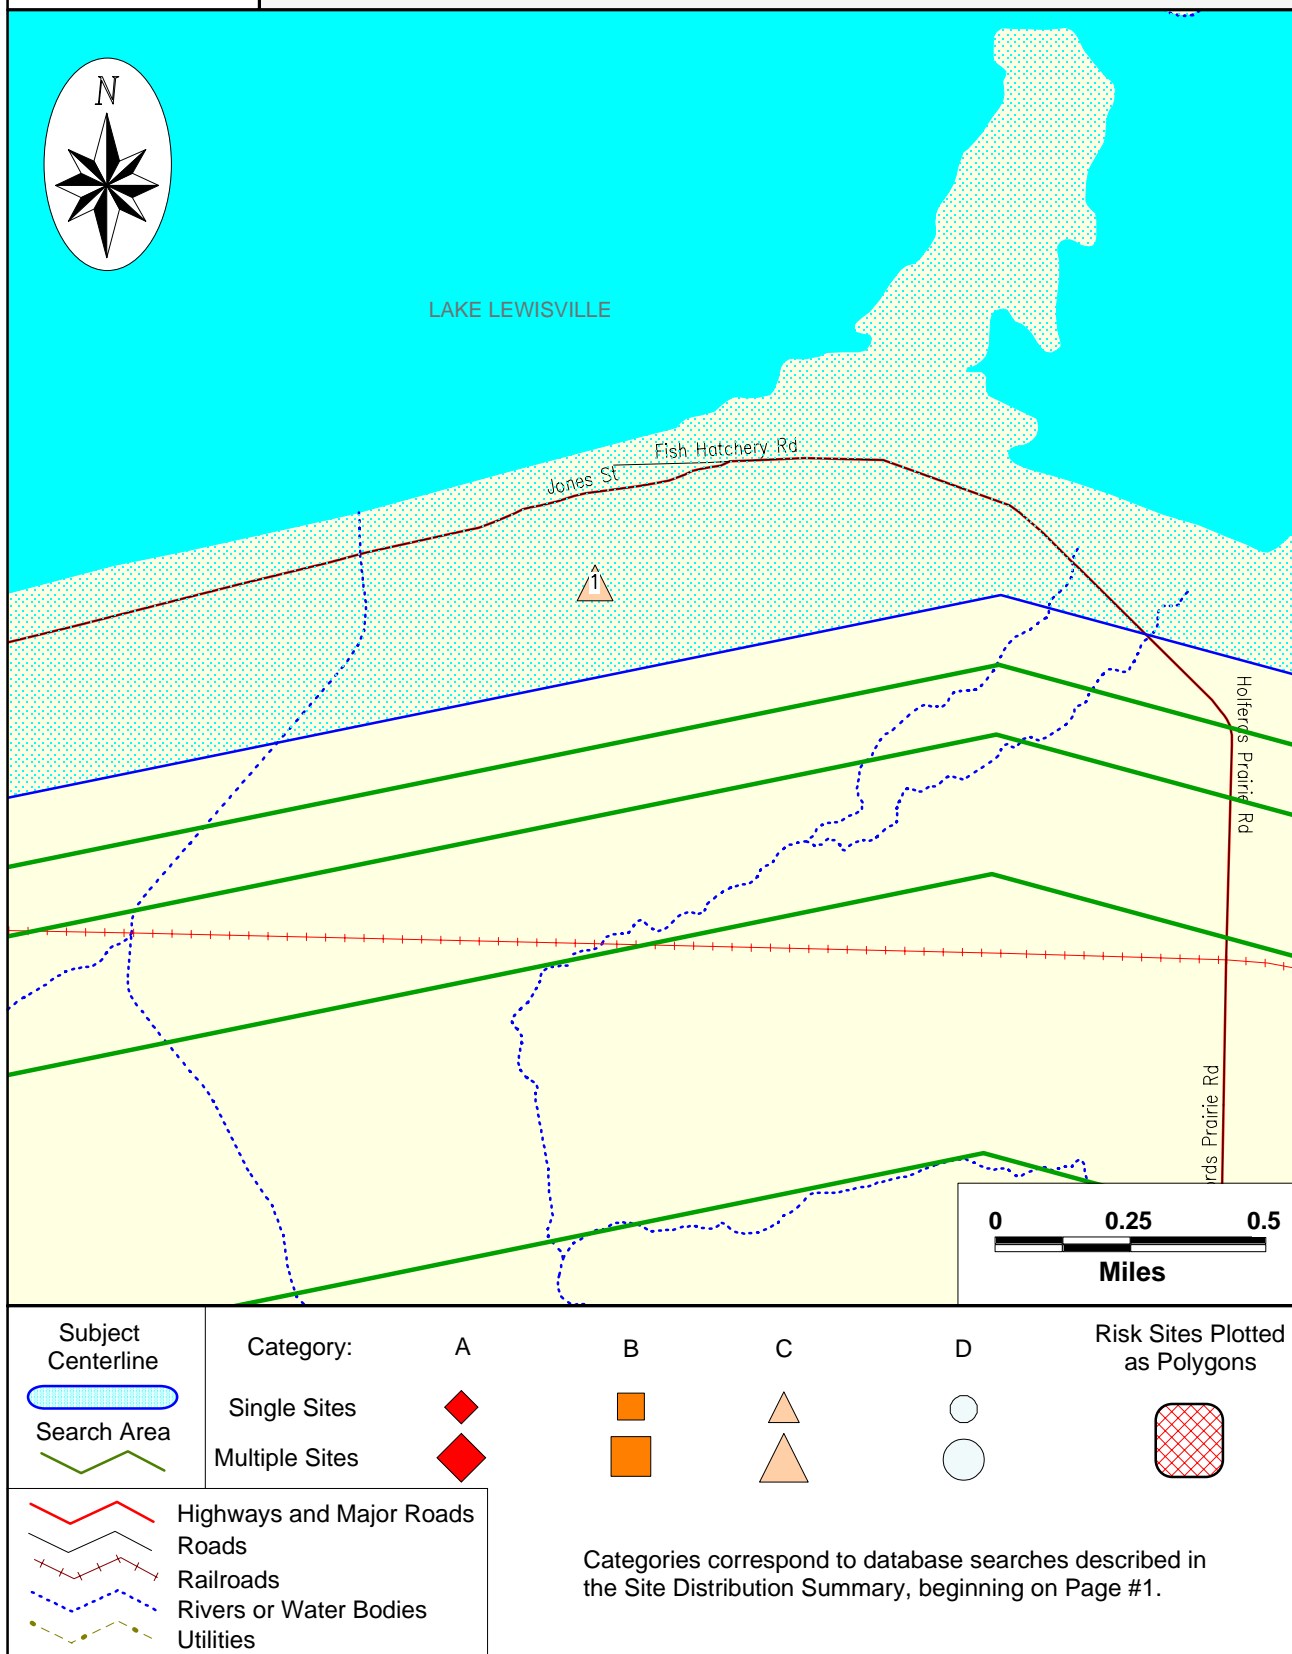 N
LAKE LEWISVILLE
Fish Hatchery Rd
Jones St
1
Holferds Prairie Rd
ords Prairie Rd
0 0.25 0.5
Miles
Subject
Centerline
Search Area
Category: A B C D
Single Sites
Multiple Sites
Risk Sites Plotted
as Polygons
Highways and Major Roads
Roads
Railroads
Rivers or Water Bodies
Utilities
Categories correspond to database searches described in
the Site Distribution Summary, beginning on Page #1.